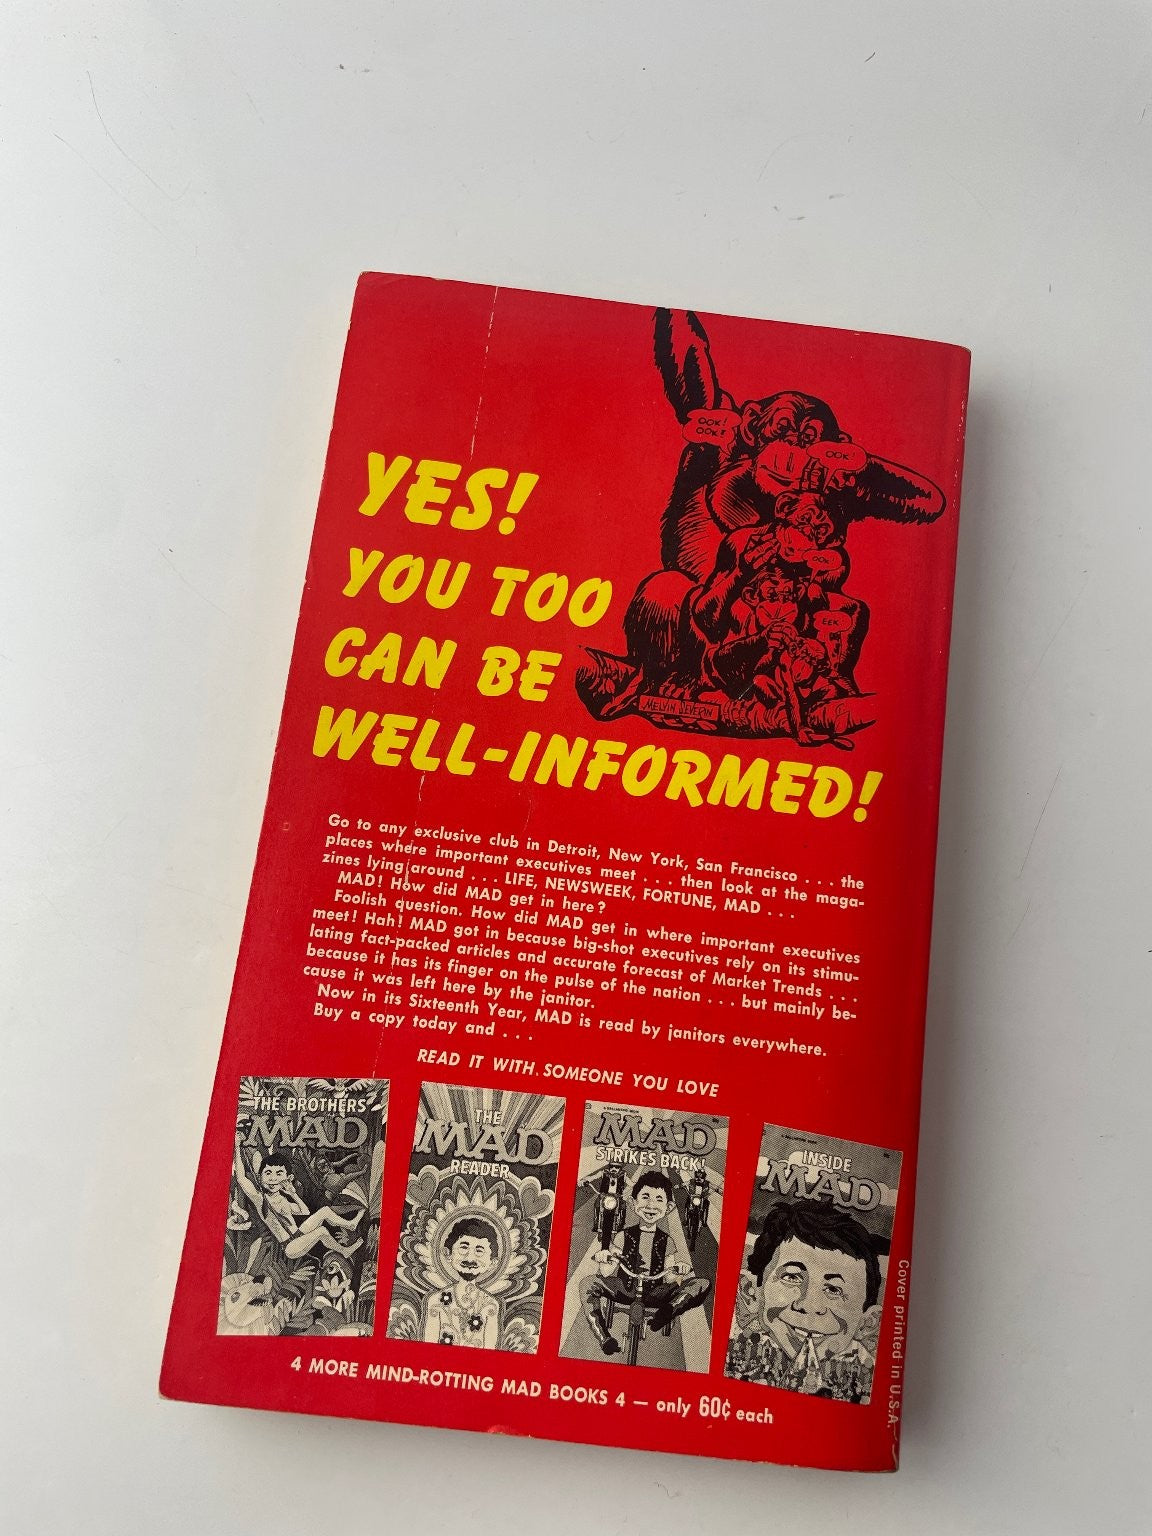 OOK!
OOK!
OOK!
OOK
EEK
MELVIN SEVERIN
YES!
YOU TOO
CAN BE
WELL-INFORMED!
Go to any exclusive club in Detroit, New York, San Francisco . . . the
places where important executives meet . . . then look at the maga-
zines lying around . . . LIFE, NEWSWEEK, FORTUNE, MAD . . .
MAD! How did MAD get in here?
Foolish question. How did MAD get in where important executives
meet! Hah! MAD got in because big-shot executives rely on its stimu-
lating fact-packed articles and accurate forecast of Market Trends . . .
because it has its finger on the pulse of the nation . . . but mainly be-
cause it was left here by the janitor.
Now in its Sixteenth Year, MAD is read by janitors everywhere.
Buy a copy today and . . .
READ IT WITH SOMEONE YOU LOVE
THE BROTHERS
MAD
THE
MAD
READER
A BALLANTINE BOOK
MAD
STRIKES BACK!
A BALLANTINE BOOK
INSIDE
MAD
4 MORE MIND-ROTTING MAD BOOKS 4 — only 60¢ each
Cover printed in U.S.A.